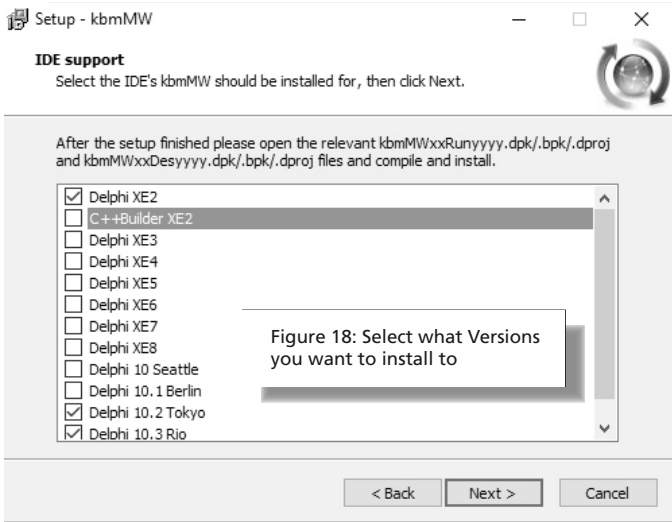 Setup - kbmMW
IDE support
Select the IDE's kbmMW should be installed for, then click Next.
After the setup finished please open the relevant kbmMWxxRunyyyy.dpk/.bpk/.dproj
and kbmMWxxDesyyyy.dpk/.bpk/.dproj files and compile and install.
Delphi XE2
C++Builder XE2
Delphi XE3
Delphi XE4
Delphi XE5
Delphi XE6
Delphi XE7
Delphi XE8
Delphi 10 Seattle
Delphi 10.1 Berlin
Delphi 10.2 Tokyo
Delphi 10.3 Rio
Figure 18: Select what Versions
you want to install to
< Back
Next >
Cancel